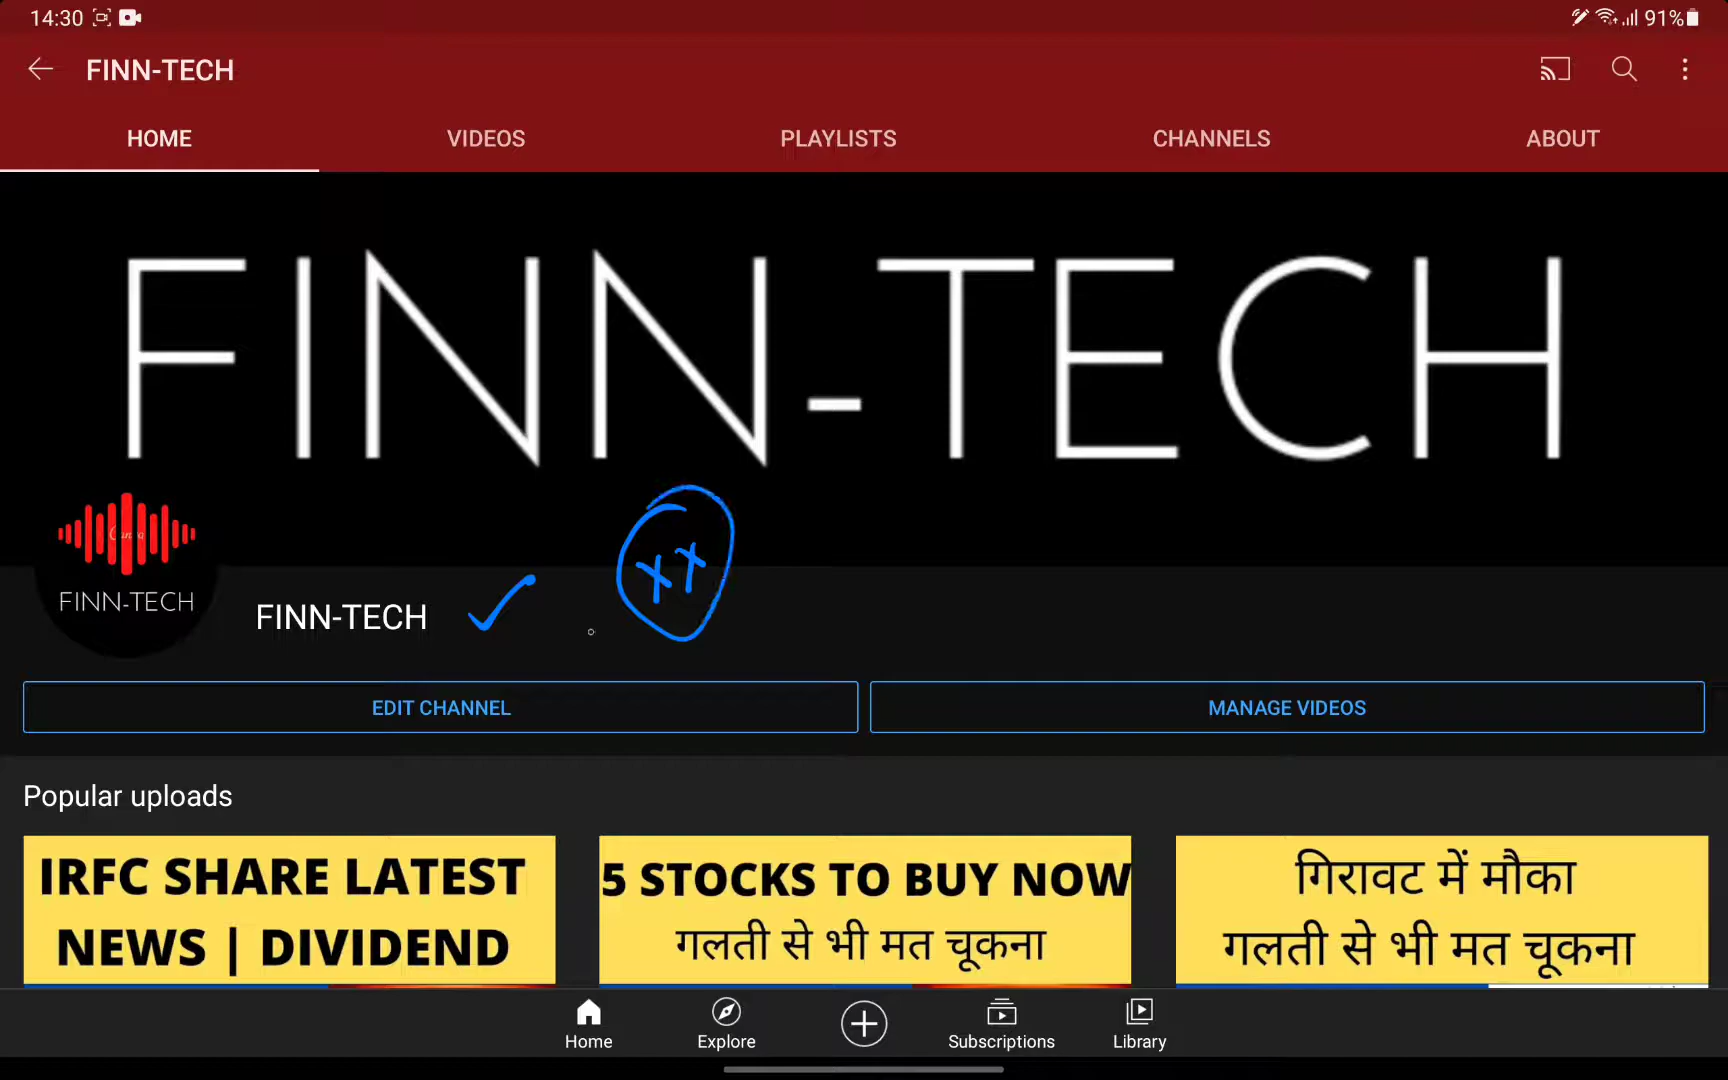 14:30
91%
FINN-TECH
HOME
VIDEOS
PLAYLISTS
CHANNELS
ABOUT
FINN-TECH
XX
Canva
FINN-TECH
FINN-TECH
EDIT CHANNEL
MANAGE VIDEOS
Popular uploads
IRFC SHARE LATEST
NEWS | DIVIDEND
5 STOCKS TO BUY NOW
गलती से भी मत चूकना
गिरावट में मौका
गलती से भी मत चूकना
Home
Explore
Subscriptions
Library